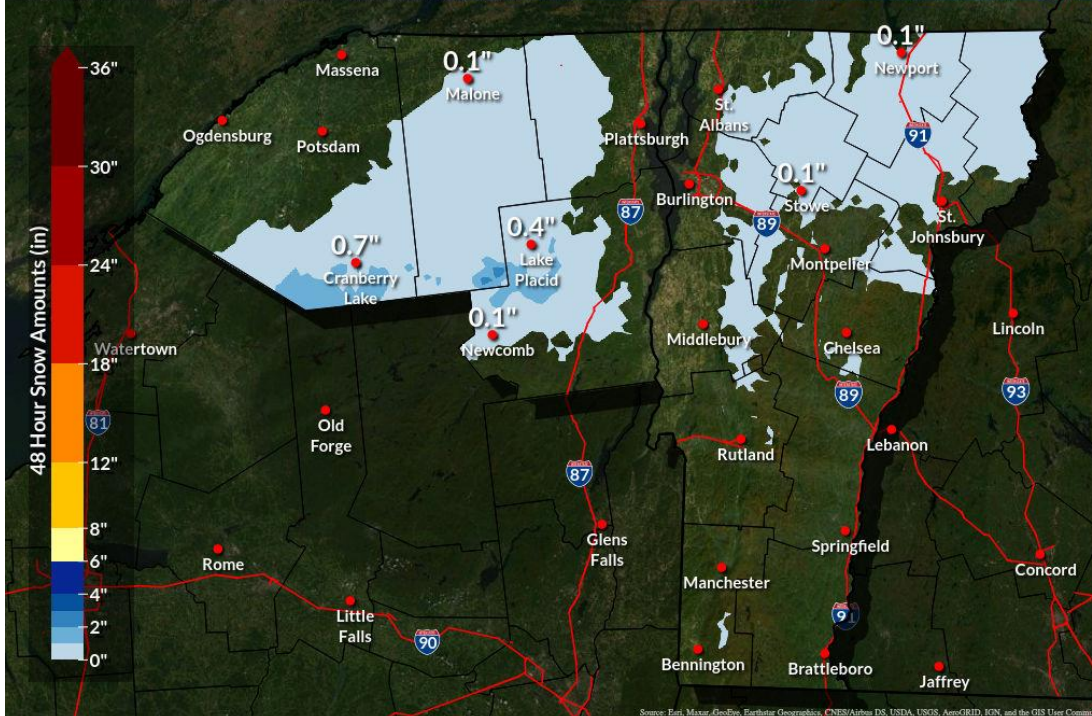 36"
30"
24"
18"
12"
8"
6"
4"
2"
0"
48 Hour Snow Amounts (in)
Massena
0.1"
Malone
0.1"
Newport
Ogdensburg
Potsdam
Plattsburgh
St.
Albans
91
Burlington
0.1"
Stowe
87
89
St.
Johnsbury
0.7"
Cranberry
Lake
0.4"
Lake
Placid
Montpelier
0.1"
Newcomb
Watertown
Middlebury
Chelsea
Lincoln
81
Old
Forge
89
93
Rutland
Lebanon
87
Glens
Falls
Springfield
Rome
Manchester
Concord
Little
Falls
90
91
Bennington
Brattleboro
Jaffrey
Source: Esri, Maxar, GeoEye, Earthstar Geographics, CNES/Airbus DS, USDA, USGS, AeroGRID, IGN, and the GIS User Commu